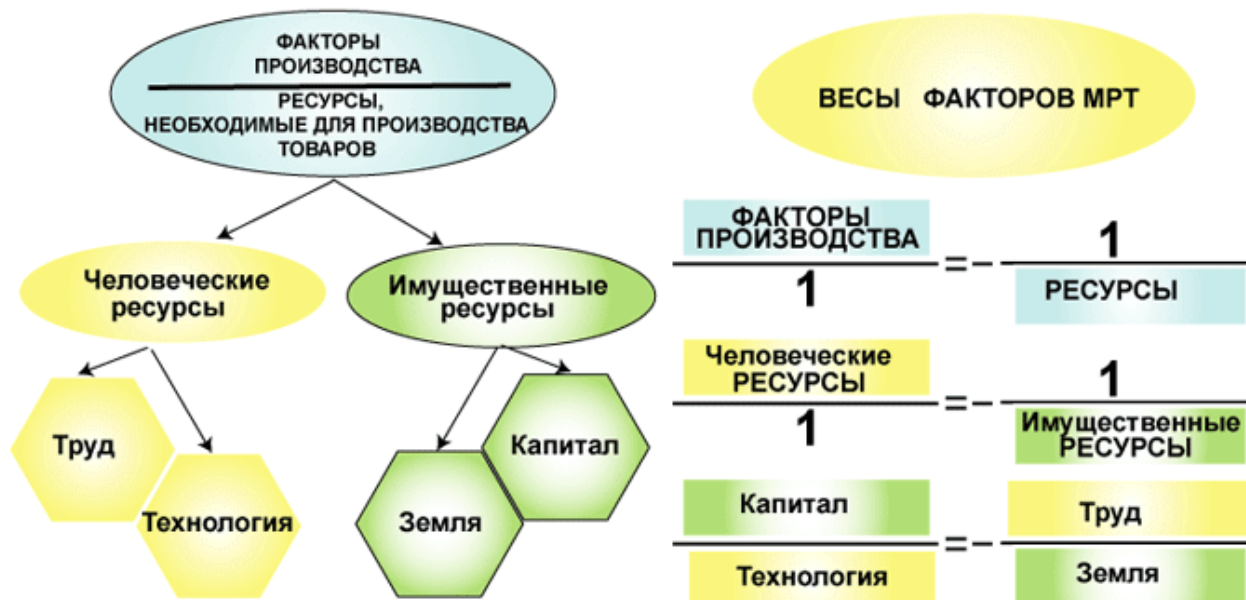 ФАКТОРЫ
ПРОИЗВОДСТВА
РЕСУРСЫ,
НЕОБХОДИМЫЕ ДЛЯ ПРОИЗВОДСТВА
ТОВАРОВ
Человеческие
ресурсы
Имущественные
ресурсы
Труд
Технология
Земля
Капитал
ВЕСЫ ФАКТОРОВ МРТ
ФАКТОРЫ
ПРОИЗВОДСТВА
1
=-
1
РЕСУРСЫ
Человеческие
РЕСУРСЫ
1
=-
1
Имущественные
РЕСУРСЫ
Капитал
Технология
=-
Труд
Земля